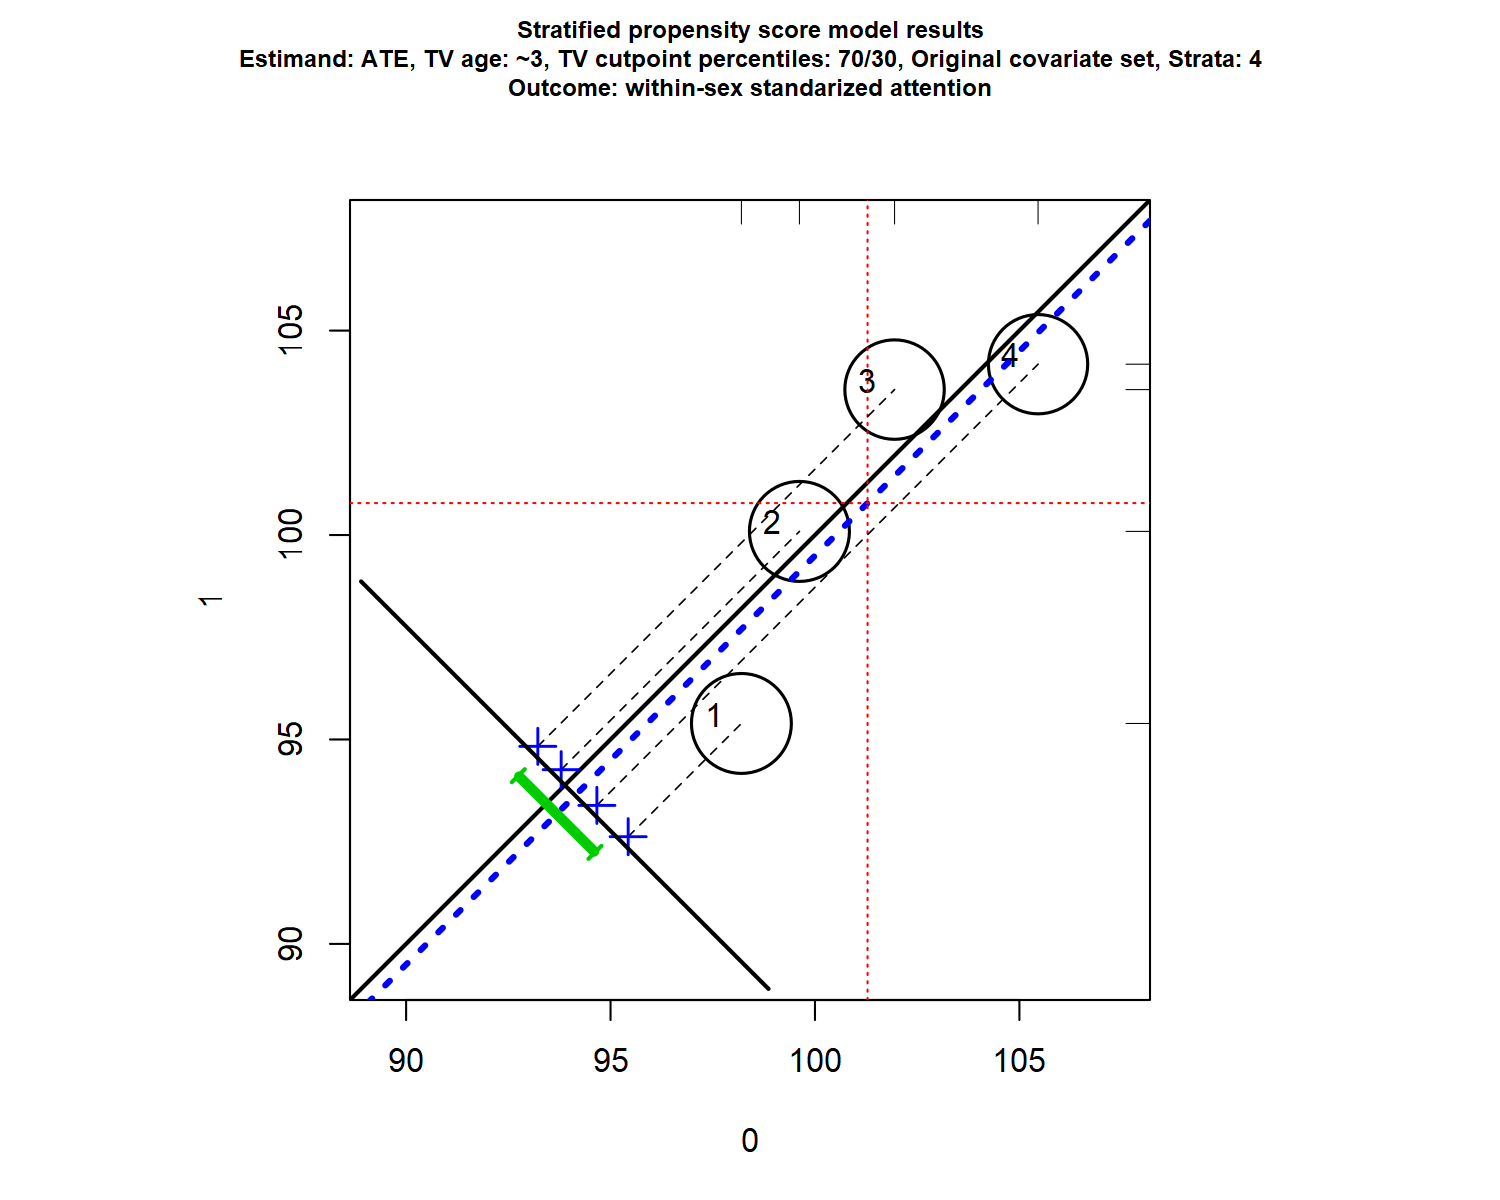 Stratified propensity score model results
Estimand: ATE, TV age: ~3, TV cutpoint percentiles: 70/30, Original covariate set, Strata: 4
Outcome: within-sex standarized attention
105
100
95
90
1
3
4
2
1
90 95 100 105
0